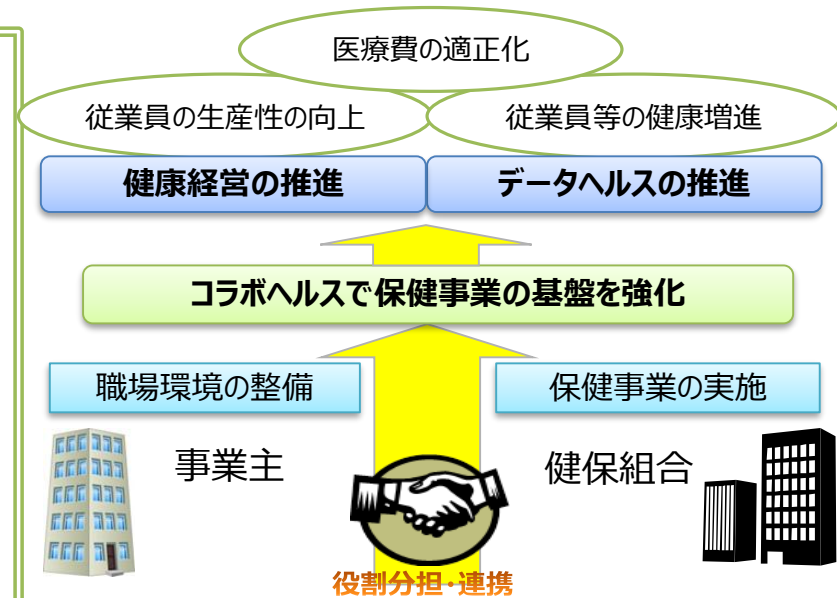 医療費の適正化
従業員の生産性の向上
従業員等の健康増進
健康経営の推進
データヘルスの推進
コラボヘルスで保健事業の基盤を強化
職場環境の整備
保健事業の実施
事業主
健保組合
役割分担・連携